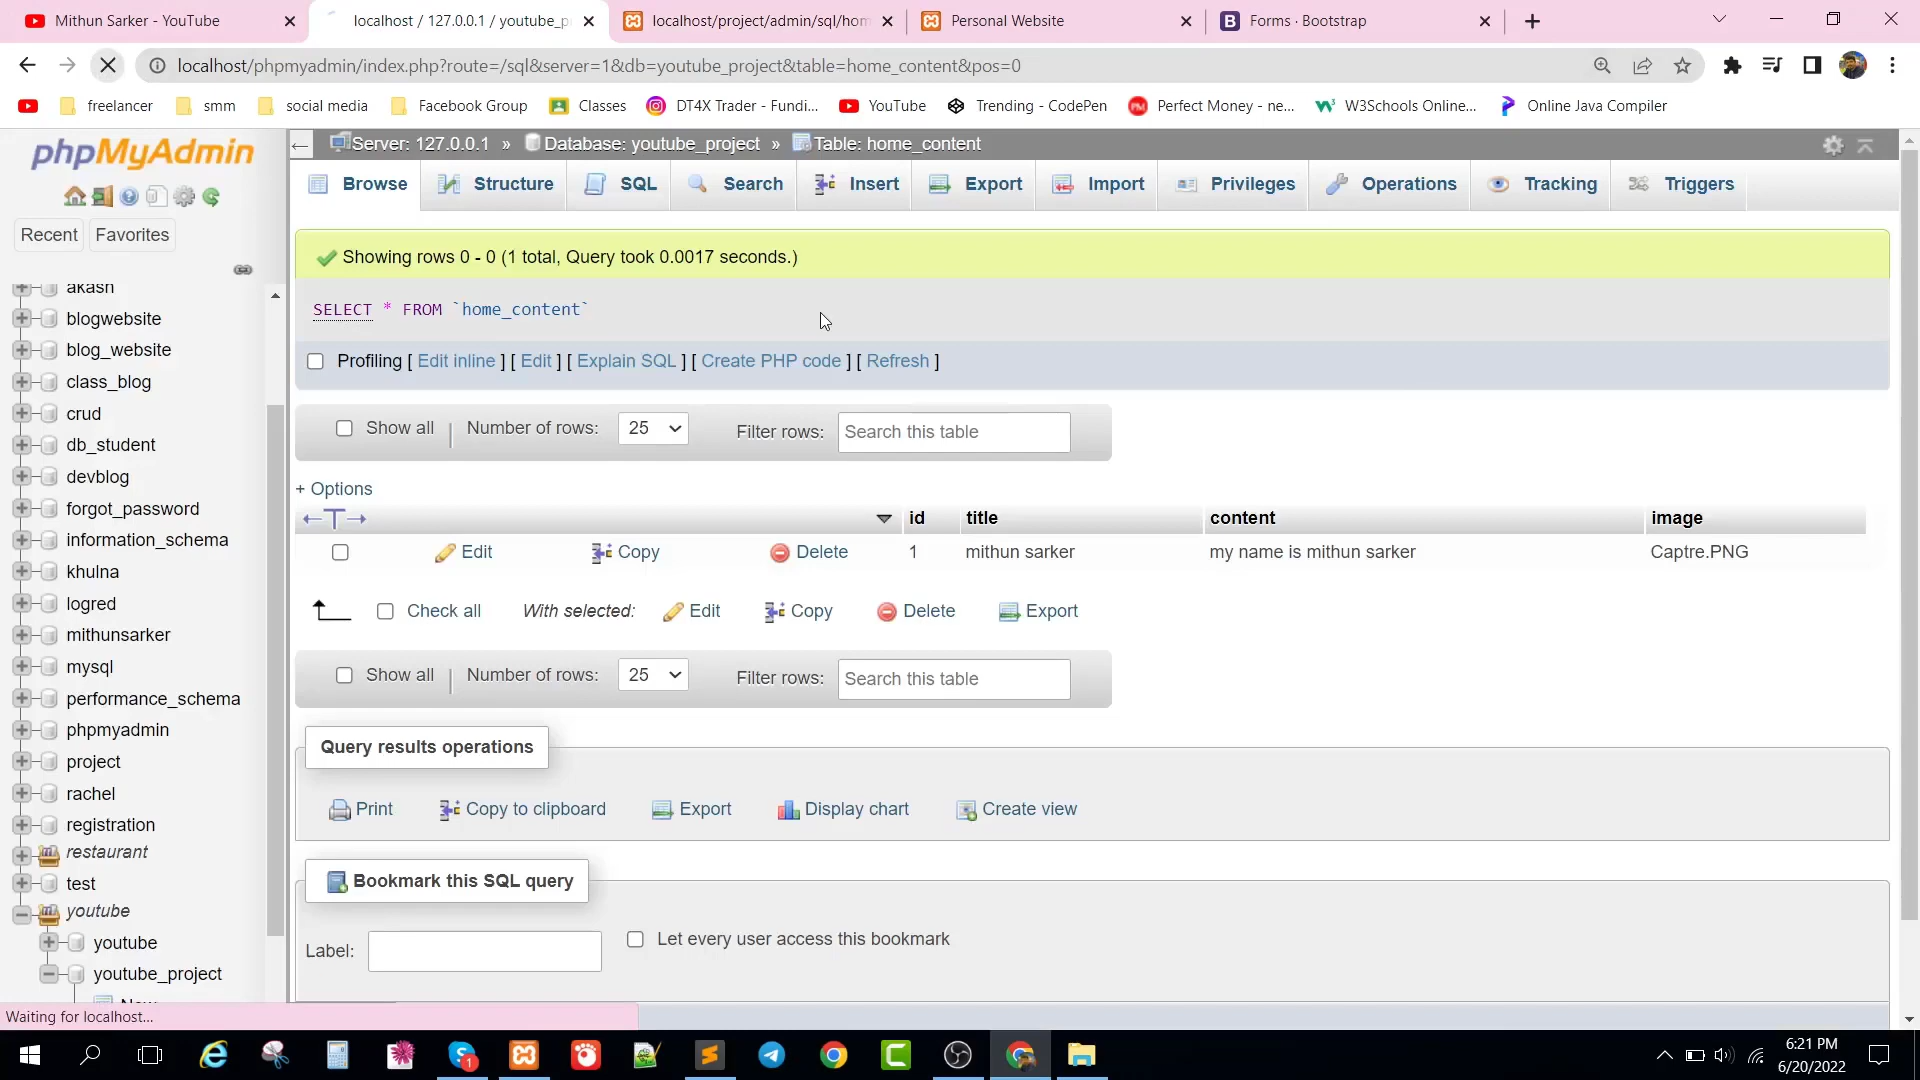 Mithun Sarker - YouTube
localhost / 127.0.0.1 / youtube_p
localhost/project/admin/sql/hom
Personal Website
Forms · Bootstrap
localhost/phpmyadmin/index.php?route=/sql&server=1&db=youtube_project&table=home_content&pos=0
freelancer
smm
social media
Facebook Group
Classes
DT4X Trader - Fundi...
YouTube
Trending - CodePen
Perfect Money - ne...
W3Schools Online...
Online Java Compiler
phpMyAdmin
Recent
Favorites
akash
blogwebsite
blog_website
class_blog
crud
db_student
devblog
forgot_password
information_schema
khulna
logred
mithunsarker
mysql
performance_schema
phpmyadmin
project
rachel
registration
restaurant
test
youtube
youtube
youtube_project
New
Server: 127.0.0.1 » Database: youtube_project » Table: home_content
Browse
Structure
SQL
Search
Insert
Export
Import
Privileges
Operations
Tracking
Triggers
Showing rows 0 - 0 (1 total, Query took 0.0017 seconds.)
SELECT * FROM `home_content`
Profiling [ Edit inline ] [ Edit ] [ Explain SQL ] [ Create PHP code ] [ Refresh ]
Show all | Number of rows: 25 Filter rows: Search this table
+ Options
←T→ id title content image
Edit Copy Delete 1 mithun sarker my name is mithun sarker Captre.PNG
Check all With selected: Edit Copy Delete Export
Show all | Number of rows: 25 Filter rows: Search this table
Query results operations
Print Copy to clipboard Export Display chart Create view
Bookmark this SQL query
Label: Let every user access this bookmark
Waiting for localhost...
1
6:21 PM
6/20/2022